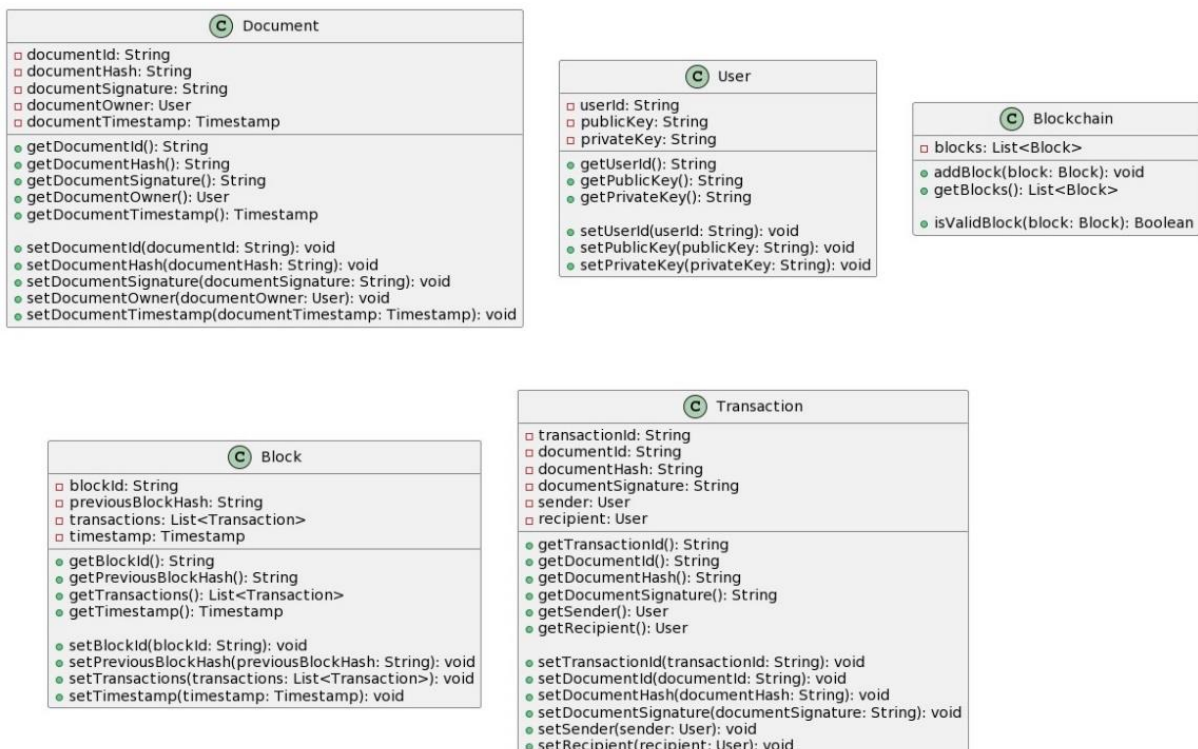 C Document
documentId: String
documentHash: String
documentSignature: String
documentOwner: User
documentTimestamp: Timestamp
getDocumentId(): String
getDocumentHash(): String
getDocumentSignature(): String
getDocumentOwner(): User
getDocumentTimestamp(): Timestamp
setDocumentId(documentId: String): void
setDocumentHash(documentHash: String): void
setDocumentSignature(documentSignature: String): void
setDocumentOwner(documentOwner: User): void
setDocumentTimestamp(documentTimestamp: Timestamp): void
C User
userId: String
publicKey: String
privateKey: String
getUserId(): String
getPublicKey(): String
getPrivateKey(): String
setUserId(userId: String): void
setPublicKey(publicKey: String): void
setPrivateKey(privateKey: String): void
C Blockchain
blocks: List<Block>
addBlock(block: Block): void
getBlocks(): List<Block>
isValidBlock(block: Block): Boolean
C Block
blockId: String
previousBlockHash: String
transactions: List<Transaction>
timestamp: Timestamp
getBlockId(): String
getPreviousBlockHash(): String
getTransactions(): List<Transaction>
getTimestamp(): Timestamp
setBlockId(blockId: String): void
setPreviousBlockHash(previousBlockHash: String): void
setTransactions(transactions: List<Transaction>): void
setTimestamp(timestamp: Timestamp): void
C Transaction
transactionId: String
documentId: String
documentHash: String
documentSignature: String
sender: User
recipient: User
getTransactionId(): String
getDocumentId(): String
getDocumentHash(): String
getDocumentSignature(): String
getSender(): User
getRecipient(): User
setTransactionId(transactionId: String): void
setDocumentId(documentId: String): void
setDocumentHash(documentHash: String): void
setDocumentSignature(documentSignature: String): void
setSender(sender: User): void
setRecipient(recipient: User): void